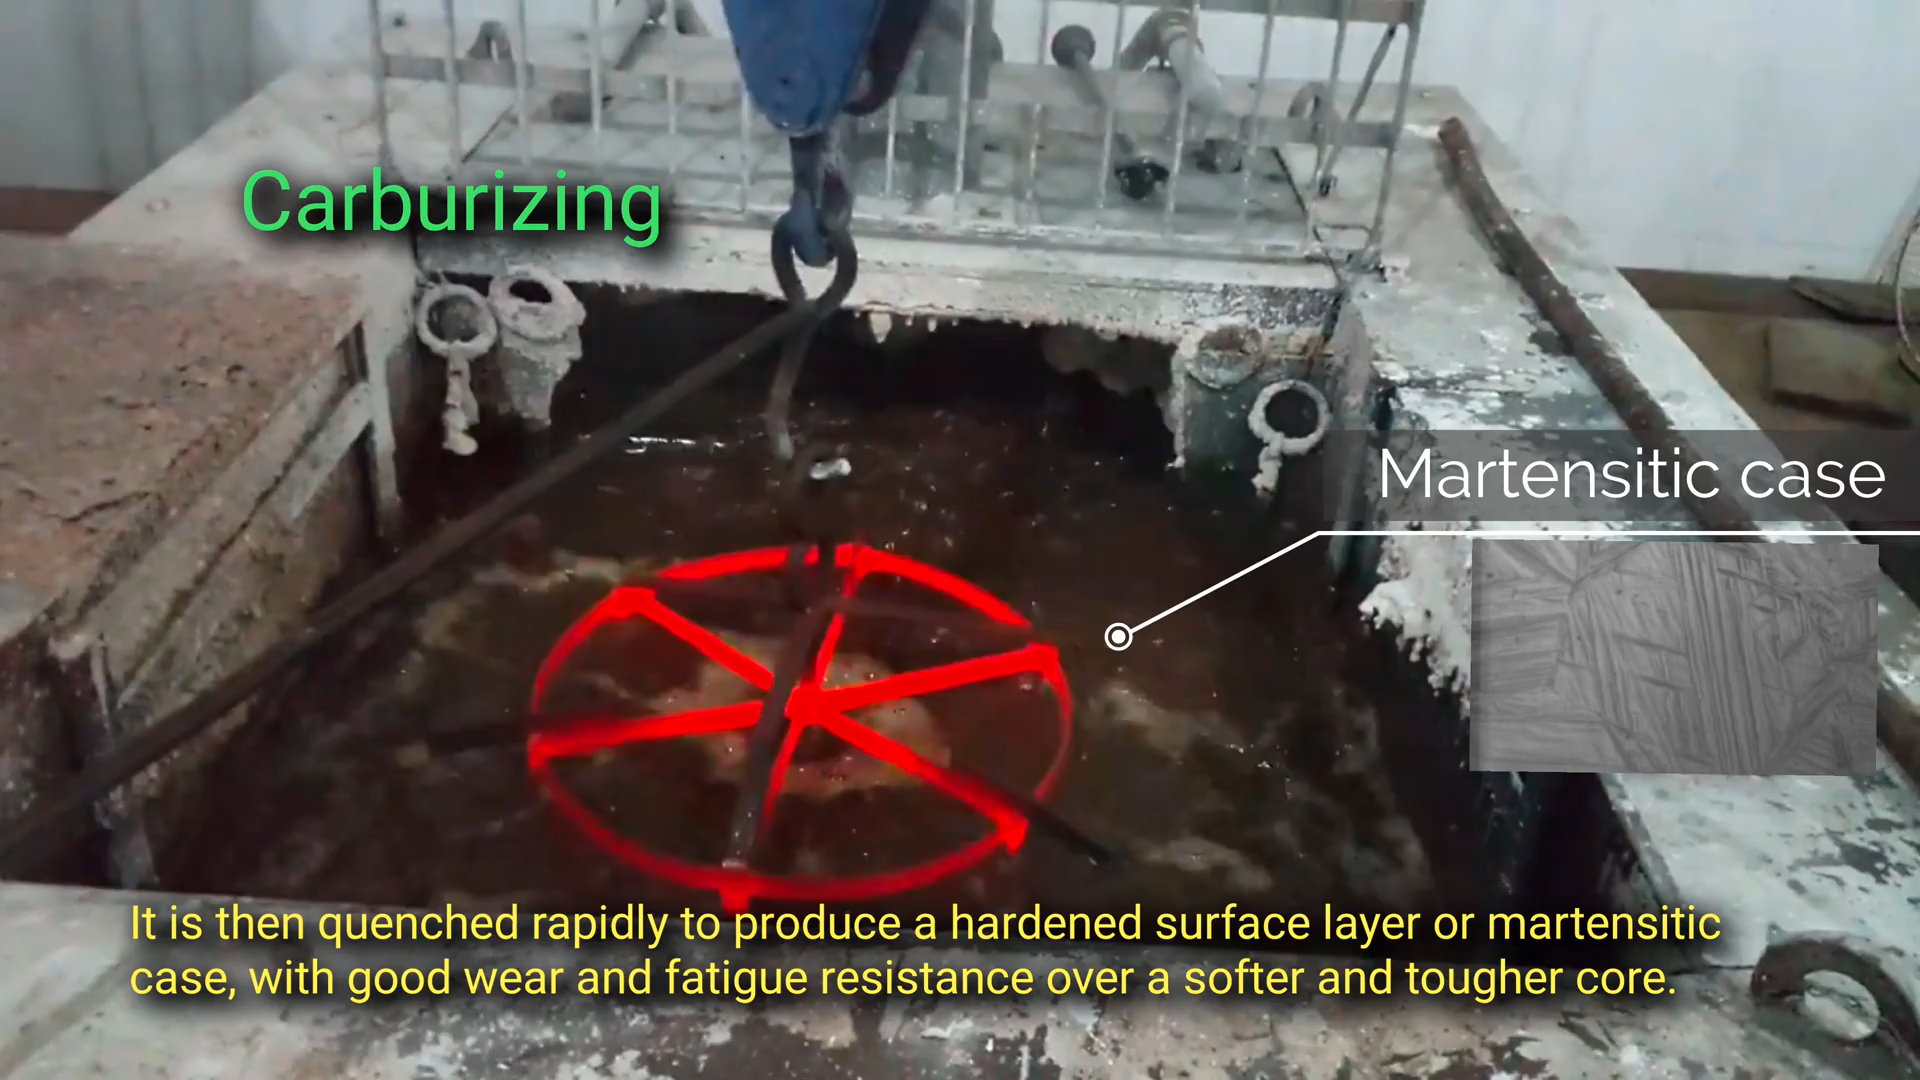 Carburizing
Martensitic case
It is then quenched rapidly to produce a hardened surface layer or martensitic
case, with good wear and fatigue resistance over a softer and tougher core.